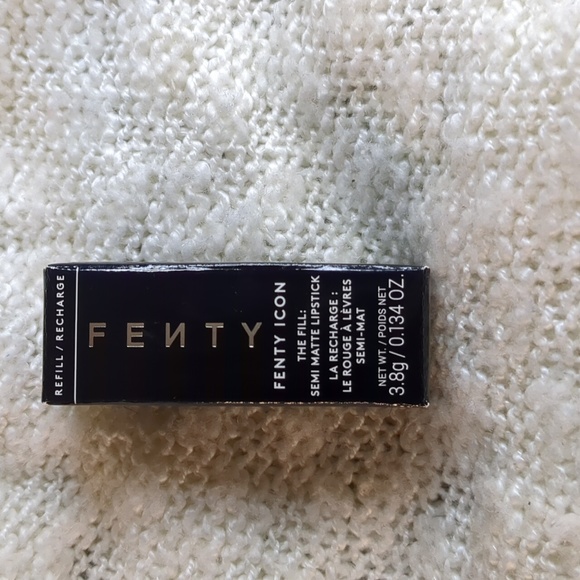 REFILL / RECHARGE
FEИTY
FENTY ICON
THE FILL:
SEMI MATTE LIPSTICK
LA RECHARGE :
LE ROUGE À LÈVRES
SEMI-MAT
NET WT. / POIDS NET
3.8g / 0.134 OZ.